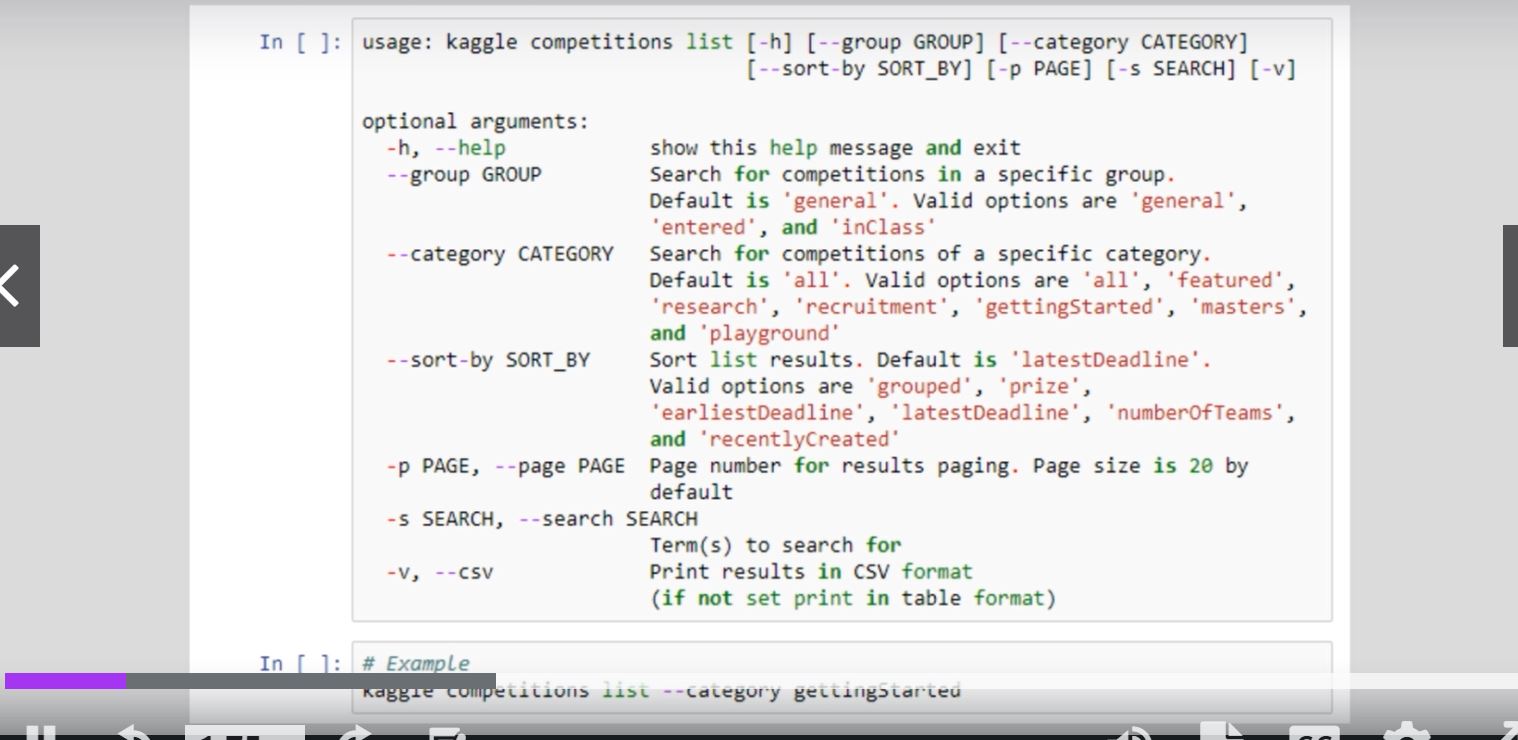 In [ ]: usage: kaggle competitions list [-h] [--group GROUP] [--category CATEGORY]
[--sort-by SORT_BY] [-p PAGE] [-s SEARCH] [-v]
optional arguments:
-h, --help show this help message and exit
--group GROUP Search for competitions in a specific group.
Default is 'general'. Valid options are 'general',
'entered', and 'inClass'
--category CATEGORY Search for competitions of a specific category.
Default is 'all'. Valid options are 'all', 'featured',
'research', 'recruitment', 'gettingStarted', 'masters',
and 'playground'
--sort-by SORT_BY Sort list results. Default is 'latestDeadline'.
Valid options are 'grouped', 'prize',
'earliestDeadline', 'latestDeadline', 'numberOfTeams',
and 'recentlyCreated'
-p PAGE, --page PAGE Page number for results paging. Page size is 20 by
default
-s SEARCH, --search SEARCH
Term(s) to search for
-v, --csv Print results in CSV format
(if not set print in table format)
In [ ]: # Example
kaggle competitions list --category gettingStarted